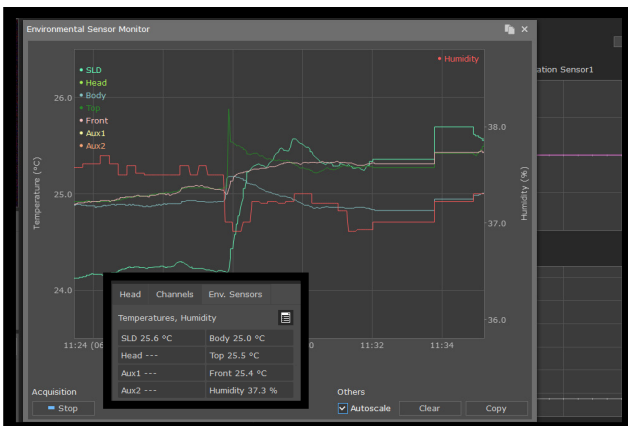 Environmental Sensor Monitor
• SLD
• Head
• Body
• Top
• Front
• Aux1
• Aux2
• Humidity
ation Sensor1
26.0
25.0
24.0
Temperature (°C)
38.0
37.0
36.0
Humidity (%)
11:24 (06
0
11:32
11:34
Head Channels Env. Sensors
Temperatures, Humidity
SLD 25.6 °C Body 25.0 °C
Head --- Top 25.5 °C
Aux1 --- Front 25.4 °C
Aux2 --- Humidity 37.3 %
Acquisition
Stop
Others
Autoscale Clear Copy